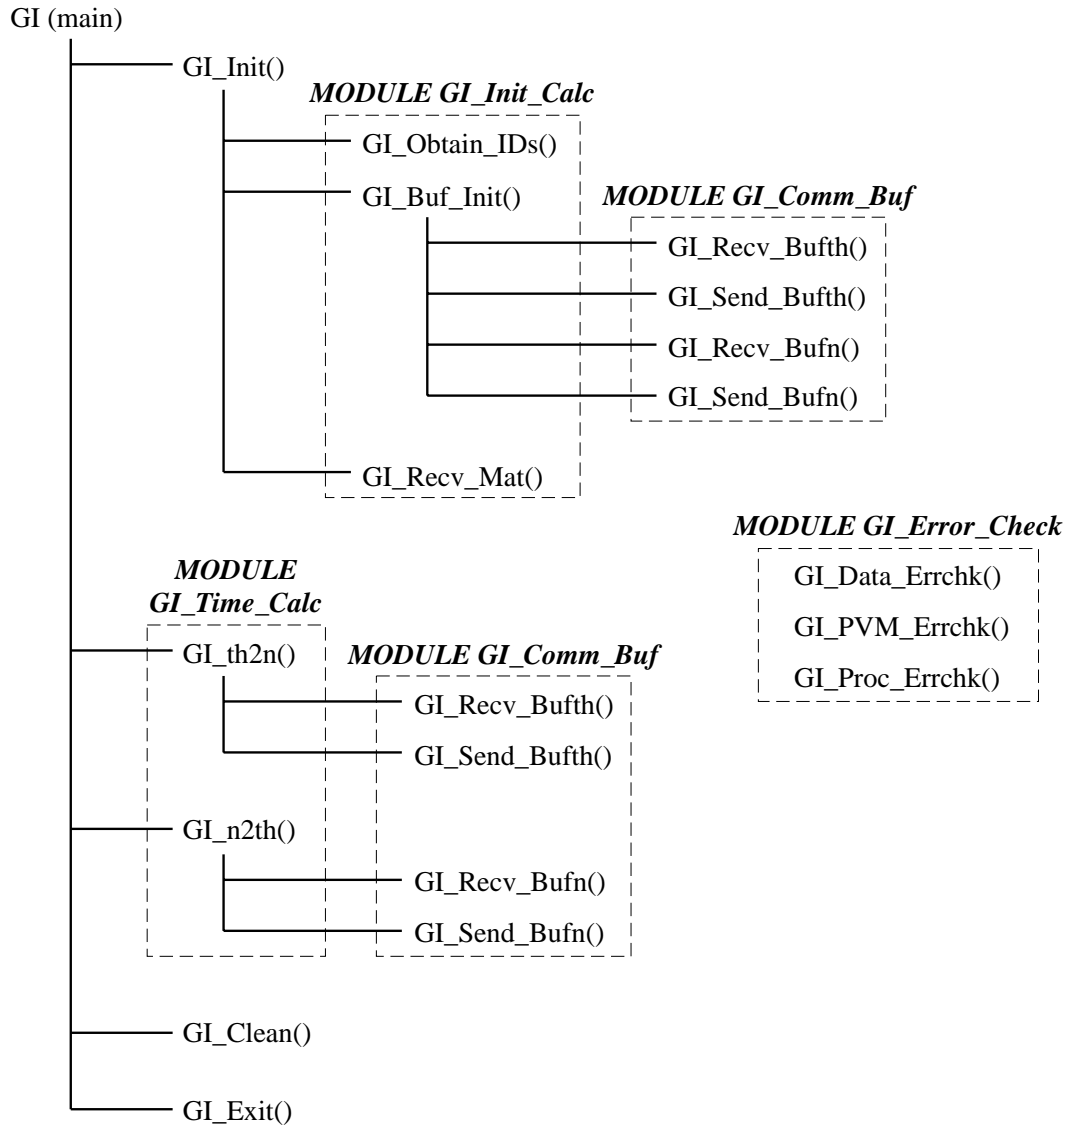 GI (main)
GI_Init()
MODULE GI_Init_Calc
GI_Obtain_IDs()
GI_Buf_Init()
MODULE GI_Comm_Buf
GI_Recv_Bufth()
GI_Send_Bufth()
GI_Recv_Bufn()
GI_Send_Bufn()
GI_Recv_Mat()
MODULE GI_Error_Check
GI_Data_Errchk()
GI_PVM_Errchk()
GI_Proc_Errchk()
MODULE
GI_Time_Calc
GI_th2n()
MODULE GI_Comm_Buf
GI_Recv_Bufth()
GI_Send_Bufth()
GI_n2th()
GI_Recv_Bufn()
GI_Send_Bufn()
GI_Clean()
GI_Exit()